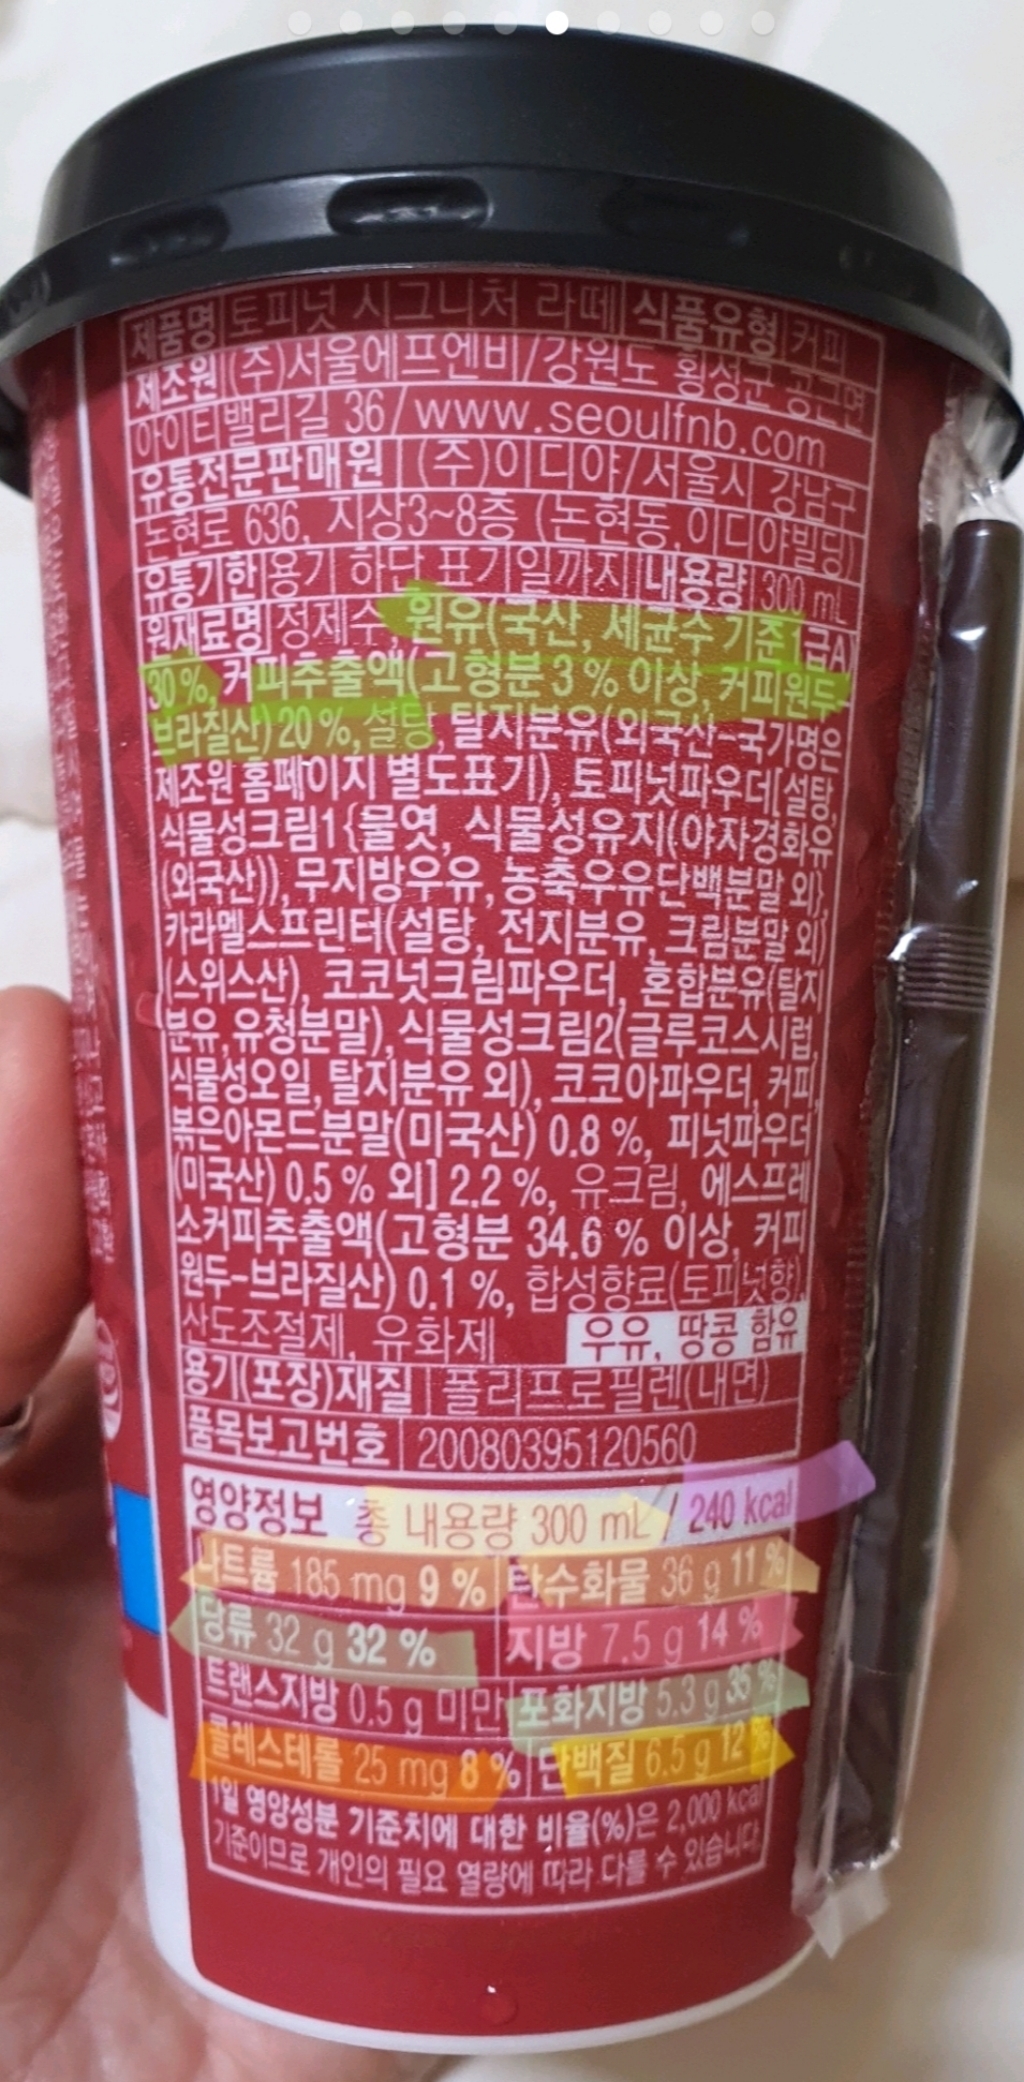 제품명 토피넛 시그니처 라떼 식품유형 커피
제조원 (주)서울에프엔비/강원도 횡성군 공근면
아이티밸리길 36/www.seoulfnb.com
유통전문판매원 (주)이디야/서울시 강남구
논현로 636, 지상3~8층 (논현동,이디야빌딩)
유통기한 용기 하단 표기일까지 내용량 300 mL
원재료명 정제수, 원유(국산, 세균수 기준 1급A)
30 %, 커피추출액(고형분 3 % 이상, 커피원두-
브라질산) 20 %, 설탕, 탈지분유(외국산-국가명은
제조원 홈페이지 별도표기), 토피넛파우더[설탕,
식물성크림1{물엿, 식물성유지(야자경화유
(외국산)), 무지방우유, 농축우유단백분말 외},
카라멜스프린터(설탕, 전지분유, 크림분말 외)
(스위스산), 코코넛크림파우더, 혼합분유(탈지
분유, 유청분말), 식물성크림2(글루코스시럽,
식물성오일, 탈지분유 외), 코코아파우더, 커피,
볶은아몬드분말(미국산) 0.8 %, 피넛파우더
(미국산) 0.5 % 외] 2.2 %, 유크림, 에스프레
소커피추출액(고형분 34.6 % 이상, 커피
원두-브라질산) 0.1 %, 합성향료(토피넛향),
산도조절제, 유화제 우유, 땅콩 함유
용기(포장)재질 폴리프로필렌(내면)
품목보고번호 20080395120560
영양정보 총 내용량 300 mL / 240 kcal
나트륨 185 mg 9 % 탄수화물 36 g 11 %
당류 32 g 32 % 지방 7.5 g 14 %
트랜스지방 0.5 g 미만 포화지방 5.3 g 35 %
콜레스테롤 25 mg 8 % 단백질 6.5 g 12 %
1일 영양성분 기준치에 대한 비율(%)은 2,000 kcal
기준이므로 개인의 필요 열량에 따라 다를 수 있습니다.